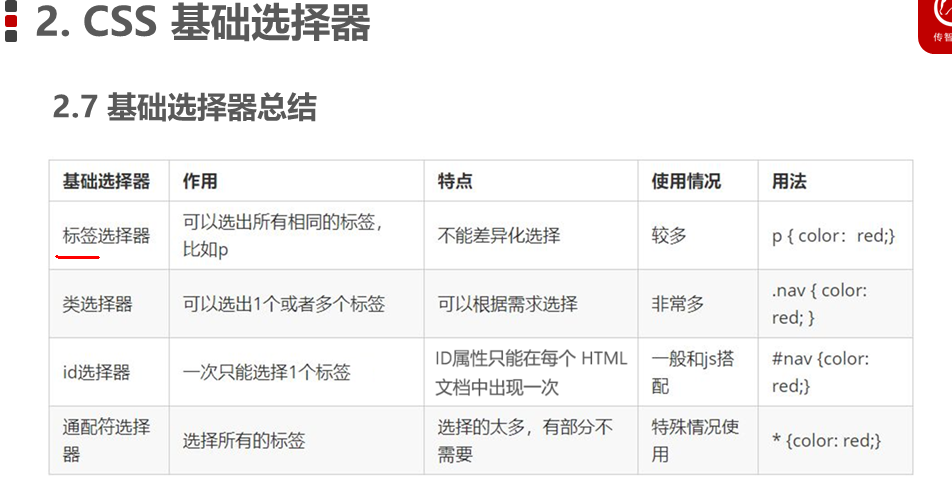 2. CSS 基础选择器
传智
2.7 基础选择器总结
基础选择器 作用 特点 使用情况 用法
标签选择器 可以选出所有相同的标签， 比如p 不能差异化选择 较多 p { color：red;}
类选择器 可以选出1个或者多个标签 可以根据需求选择 非常多 .nav { color: red; }
id选择器 一次只能选择1个标签 ID属性只能在每个 HTML 文档中出现一次 一般和js搭配 #nav {color: red;}
通配符选择器 选择所有的标签 选择的太多，有部分不需要 特殊情况使用 * {color: red;}